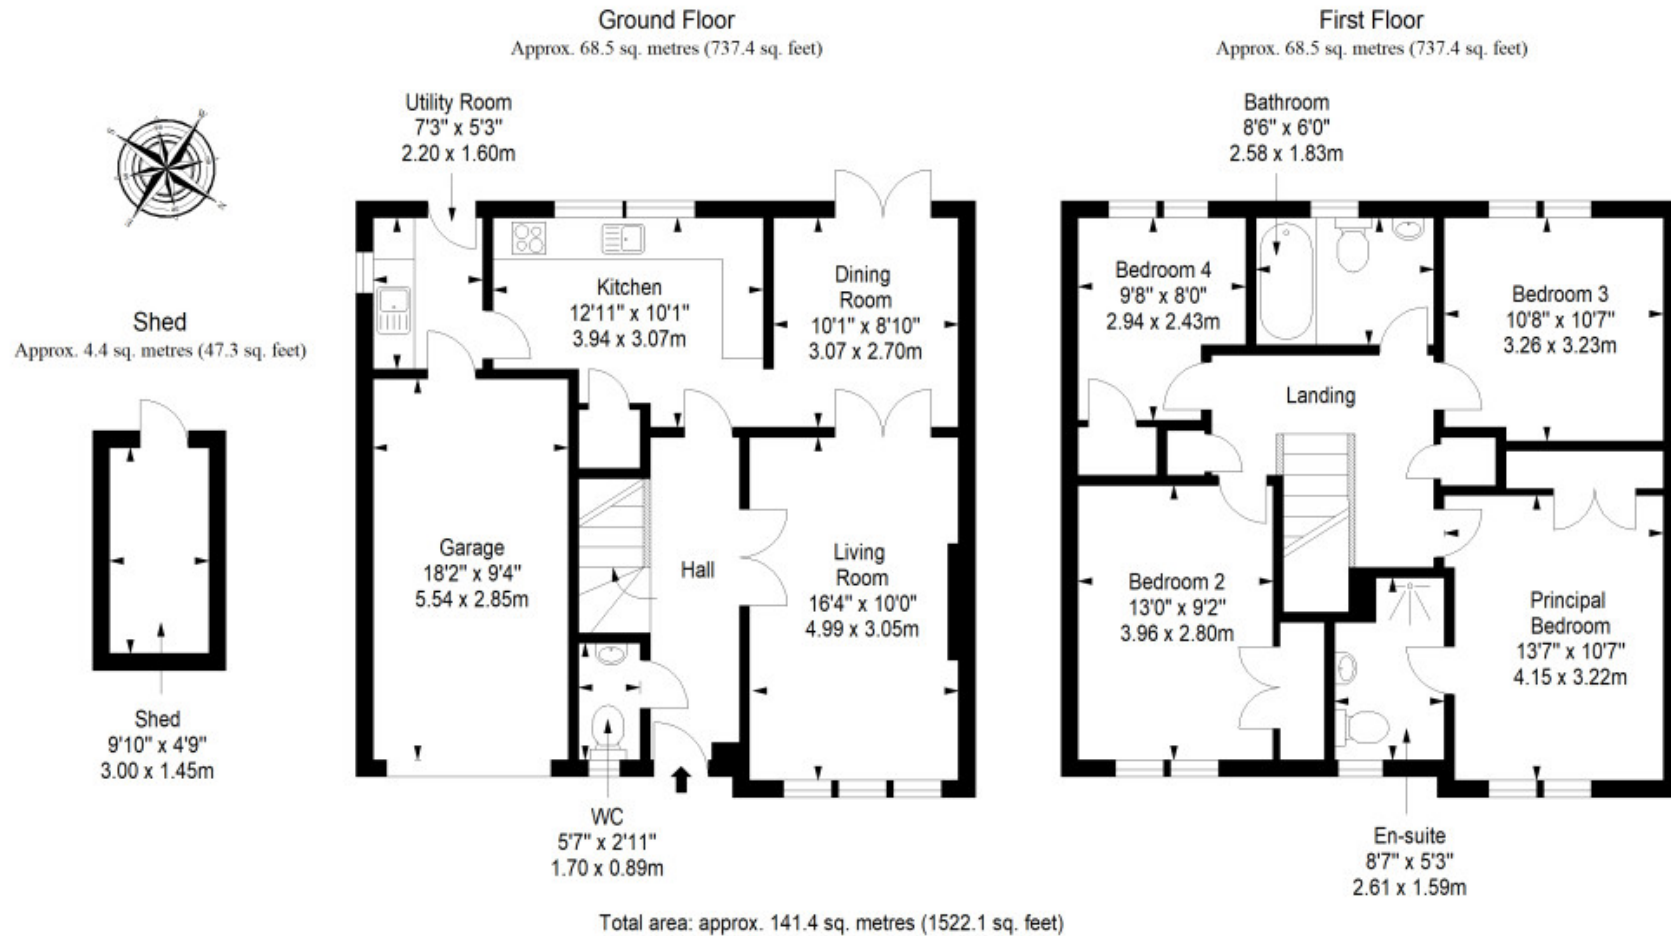 Ground Floor
Approx. 68.5 sq. metres (737.4 sq. feet)
First Floor
Approx. 68.5 sq. metres (737.4 sq. feet)
Utility Room
7'3" x 5'3"
2.20 x 1.60m
Bathroom
8'6" x 6'0"
2.58 x 1.83m
S
N
Shed
Approx. 4.4 sq. metres (47.3 sq. feet)
Kitchen
12'11" x 10'1"
3.94 x 3.07m
Dining
Room
10'1" x 8'10"
3.07 x 2.70m
Bedroom 4
9'8" x 8'0"
2.94 x 2.43m
Bedroom 3
10'8" x 10'7"
3.26 x 3.23m
Landing
Garage
18'2" x 9'4"
5.54 x 2.85m
Hall
Living
Room
16'4" x 10'0"
4.99 x 3.05m
Bedroom 2
13'0" x 9'2"
3.96 x 2.80m
Principal
Bedroom
13'7" x 10'7"
4.15 x 3.22m
Shed
9'10" x 4'9"
3.00 x 1.45m
WC
5'7" x 2'11"
1.70 x 0.89m
En-suite
8'7" x 5'3"
2.61 x 1.59m
Total area: approx. 141.4 sq. metres (1522.1 sq. feet)